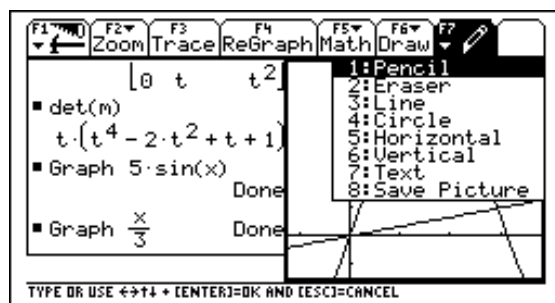 F1 F2 F3 F4 F5 F6 F7
Zoom Trace ReGraph Math Draw
[0 t t²]
▪ det(m)
t·(t⁴ - 2·t² + t + 1)
▪ Graph 5·sin(x)
Done
▪ Graph x/3
Done
1:Pencil
2:Eraser
3:Line
4:Circle
5:Horizontal
6:Vertical
7:Text
8:Save Picture
TYPE OR USE ←→↑↓ + [ENTER]=OK AND [ESC]=CANCEL